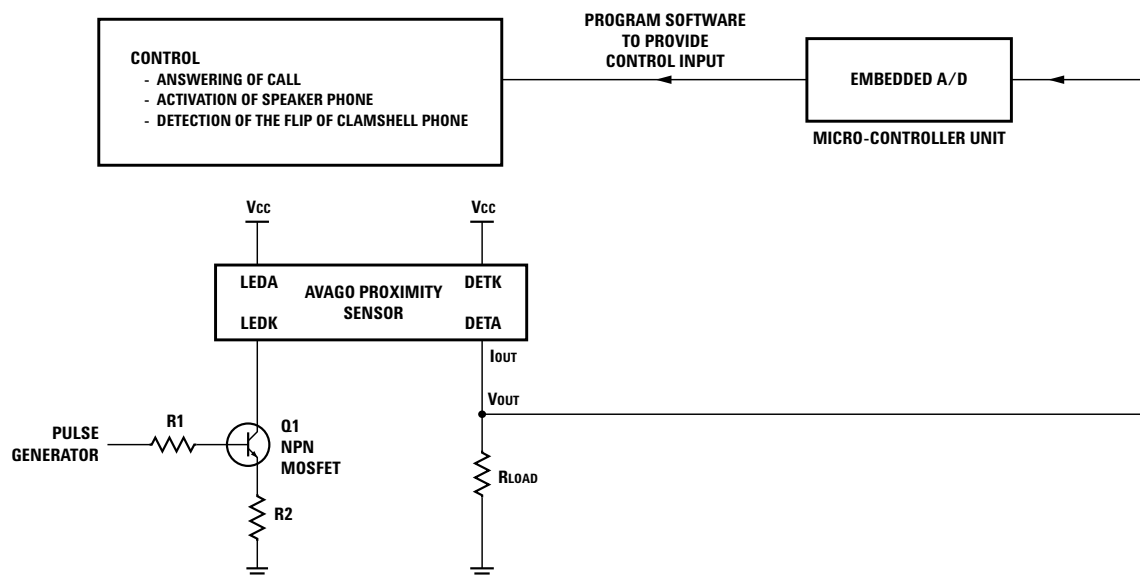 PROGRAM SOFTWARE
TO PROVIDE
CONTROL INPUT
CONTROL
- ANSWERING OF CALL
- ACTIVATION OF SPEAKER PHONE
- DETECTION OF THE FLIP OF CLAMSHELL PHONE
EMBEDDED A/D
MICRO-CONTROLLER UNIT
VCC
VCC
LEDA
DETK
AVAGO PROXIMITY
SENSOR
LEDK
DETA
IOUT
VOUT
R1
Q1
NPN
MOSFET
PULSE
GENERATOR
RLOAD
R2